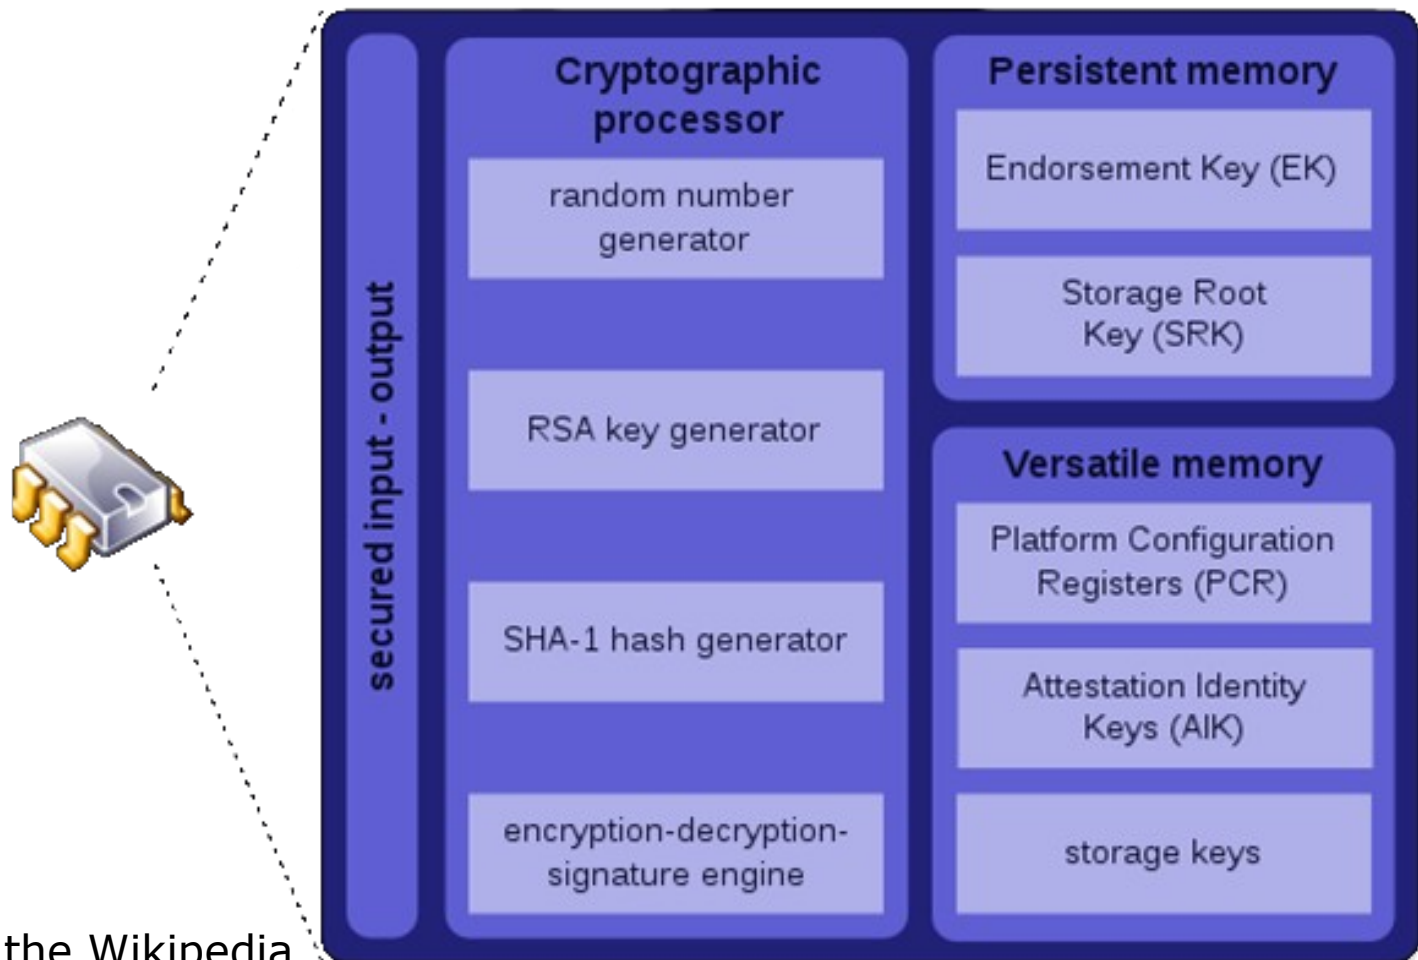 secured input - output
Cryptographic
processor
random number
generator
RSA key generator
SHA-1 hash generator
encryption-decryption-
signature engine
Persistent memory
Endorsement Key (EK)
Storage Root
Key (SRK)
Versatile memory
Platform Configuration
Registers (PCR)
Attestation Identity
Keys (AIK)
storage keys
the Wikipedia